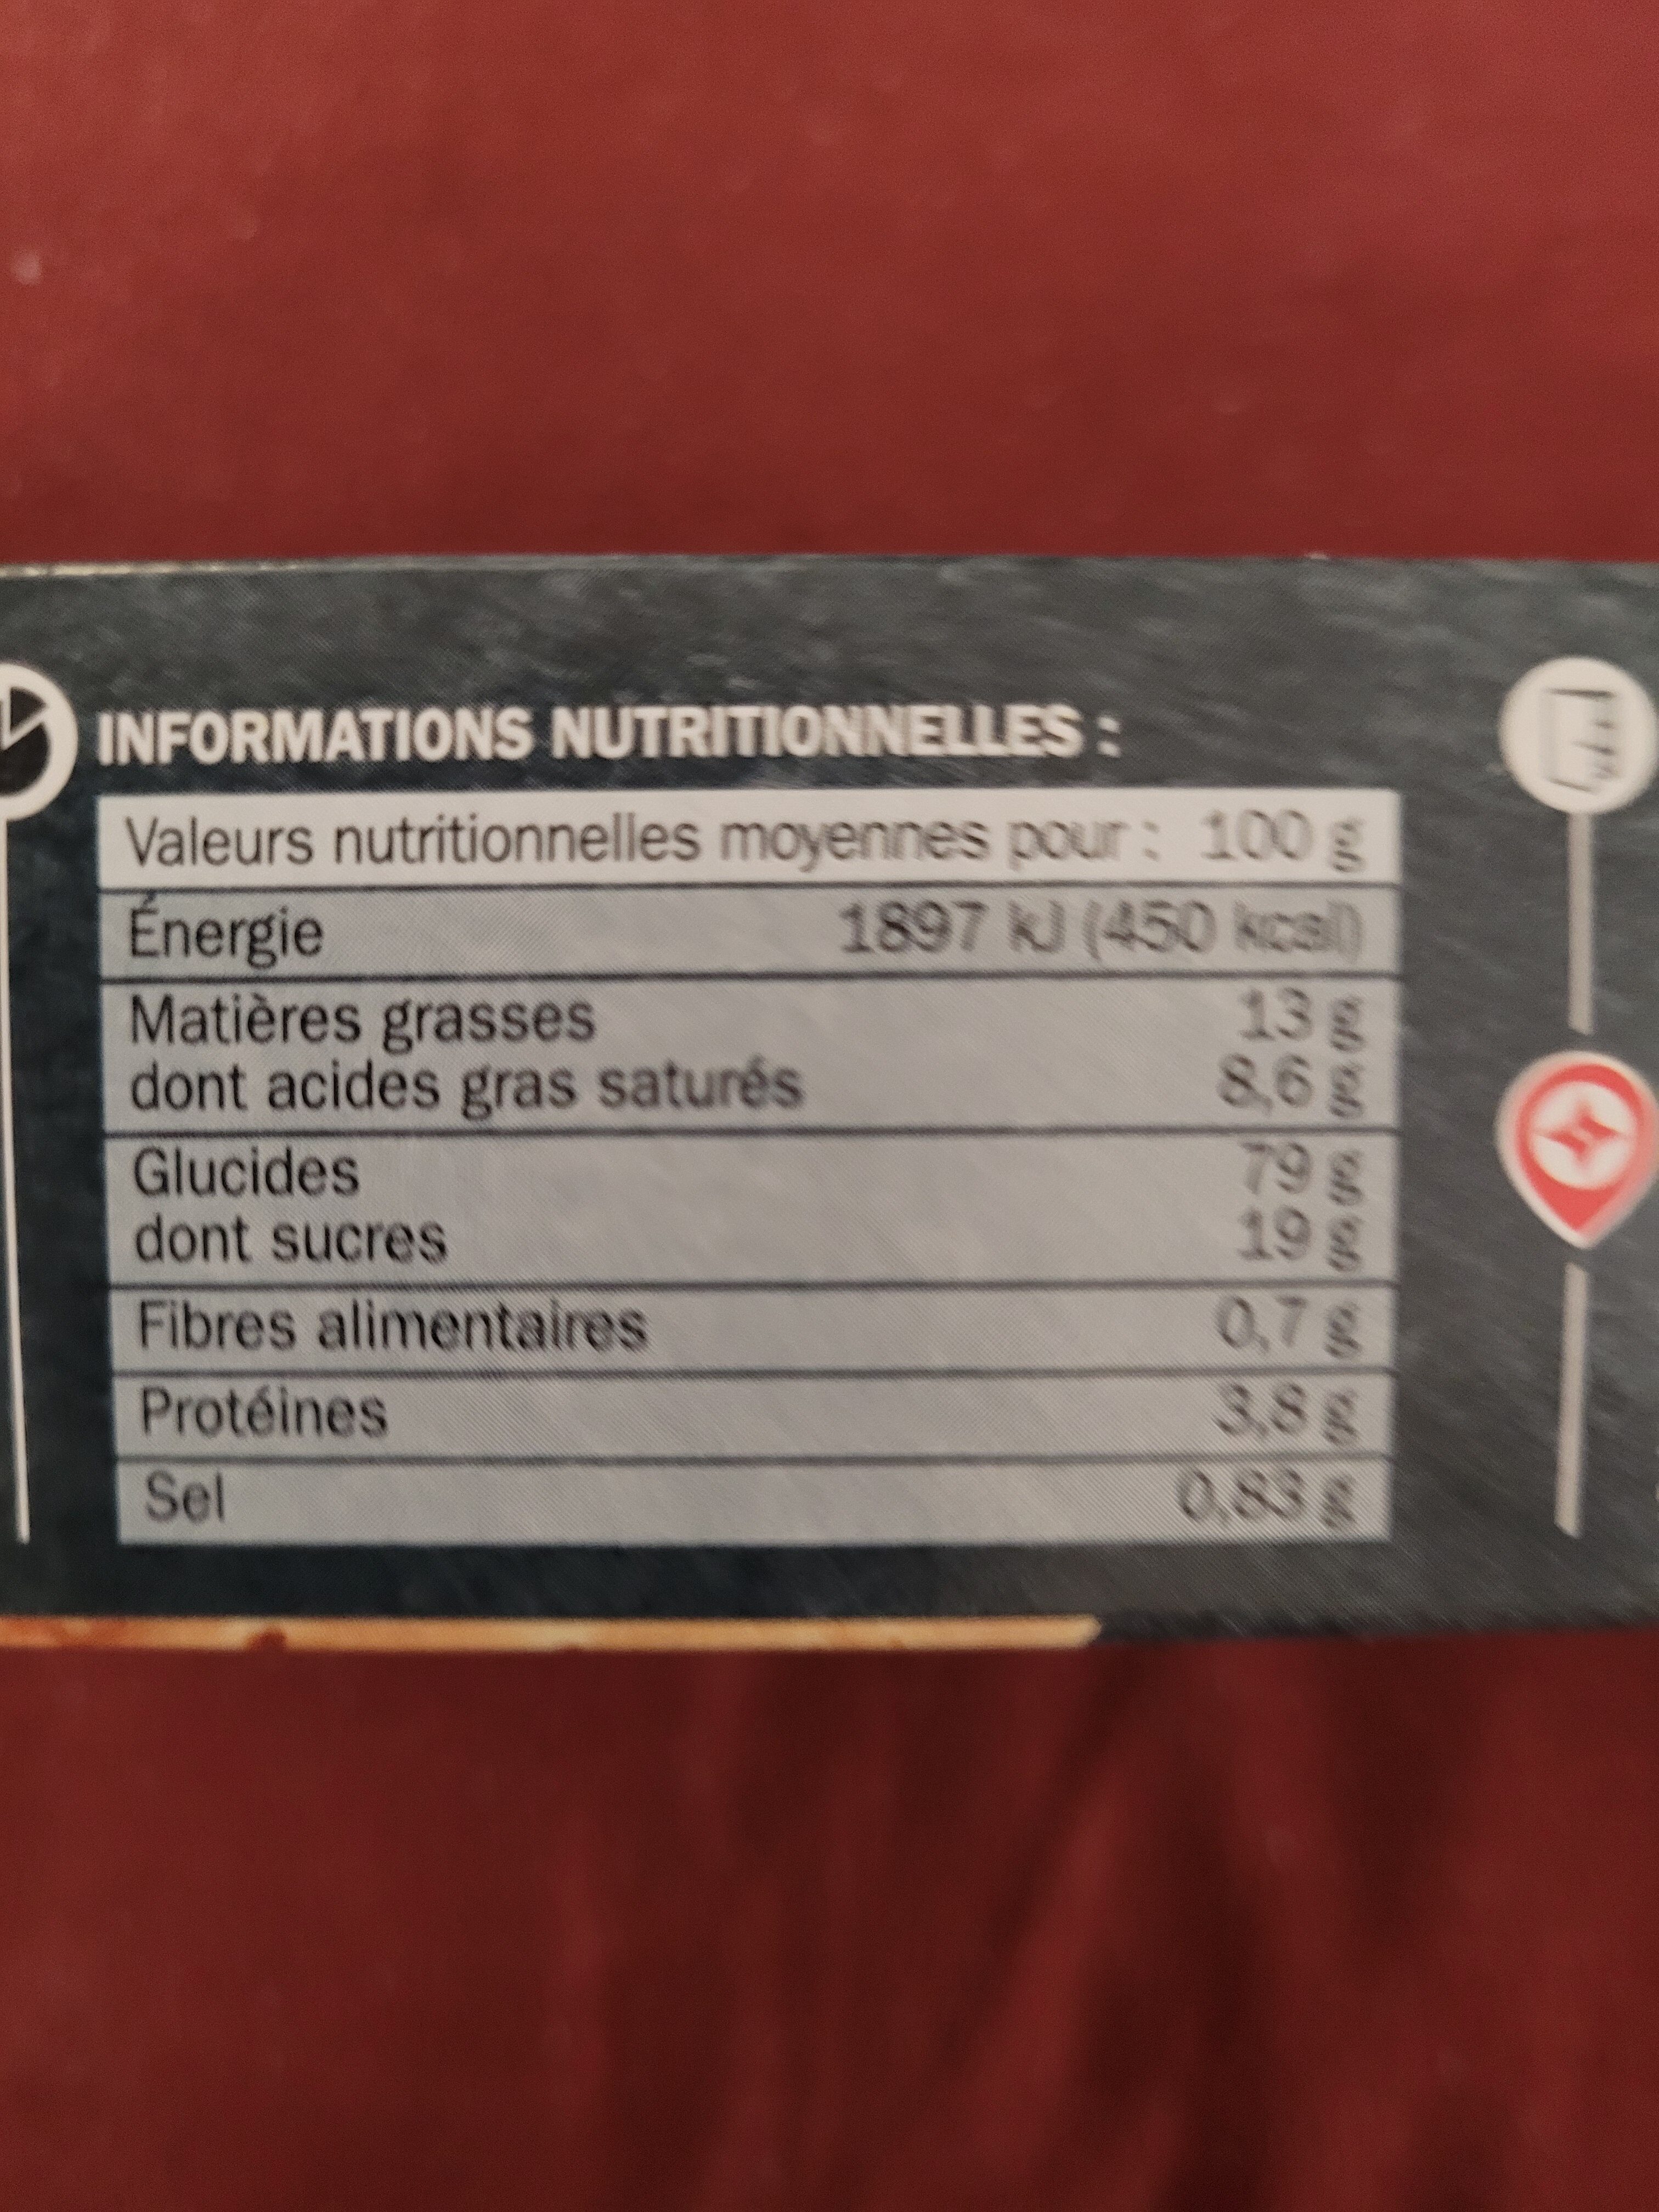 INFORMATIONS NUTRITIONNELLES :
Valeurs nutritionnelles moyennes pour : 100 g
Énergie 1897 kJ (450 kcal)
Matières grasses 13 g
dont acides gras saturés 8,6 g
Glucides 79 g
dont sucres 19 g
Fibres alimentaires 0,7 g
Protéines 3,8 g
Sel 0,83 g